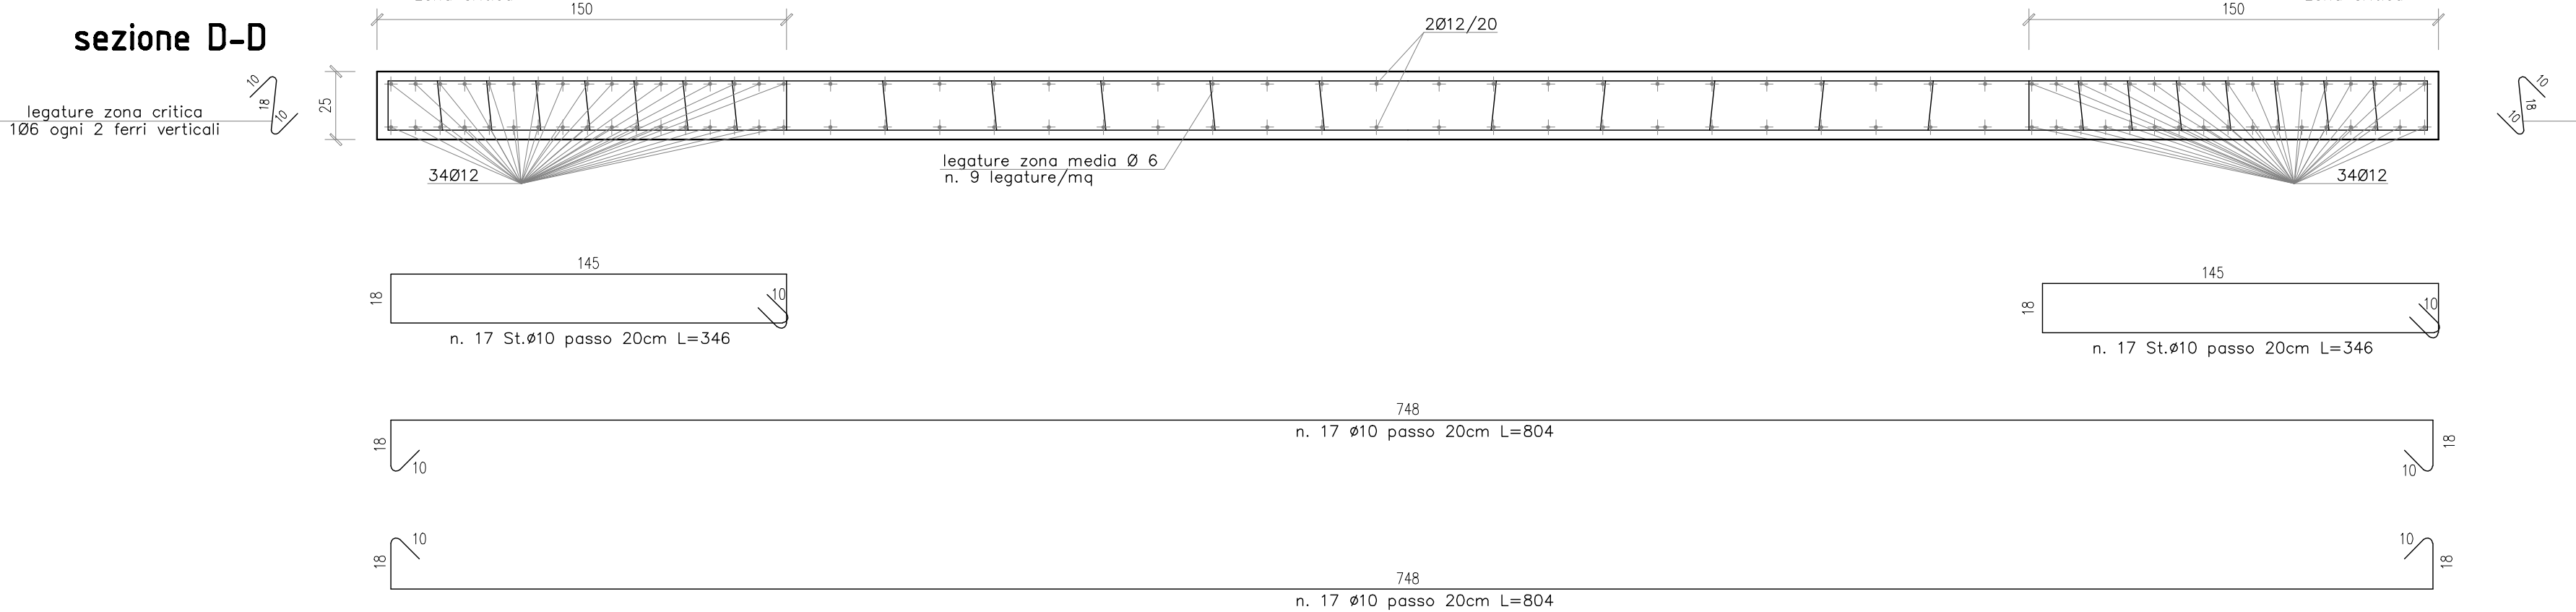 150
150
sezione D-D
2Ø12/20
10
18
10
25
10
18
10
legature zona critica
1Ø6 ogni 2 ferri verticali
legature zona media Ø 6
n. 9 legature/mq
34Ø12
34Ø12
145
18
10
n. 17 St.ø10 passo 20cm L=346
145
18
10
n. 17 St.ø10 passo 20cm L=346
748
n. 17 ø10 passo 20cm L=804
18
10
18
10
10
18
10
18
748
n. 17 ø10 passo 20cm L=804